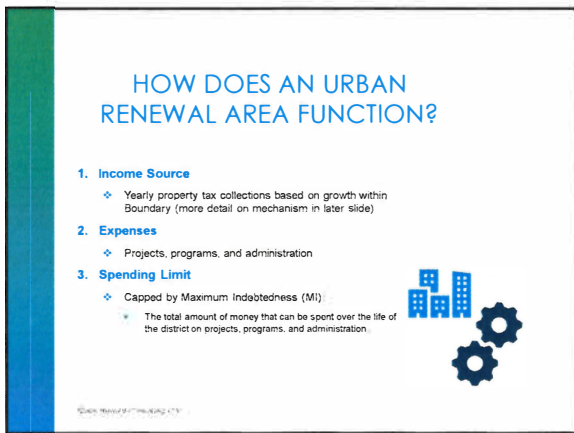 HOW DOES AN URBAN
RENEWAL AREA FUNCTION?
1. Income Source
❖ Yearly property tax collections based on growth within
Boundary (more detail on mechanism in later slide)
2. Expenses
❖ Projects, programs, and administration
3. Spending Limit
❖ Capped by Maximum Indebtedness (MI)
The total amount of money that can be spent over the life of
the district on projects, programs, and administration